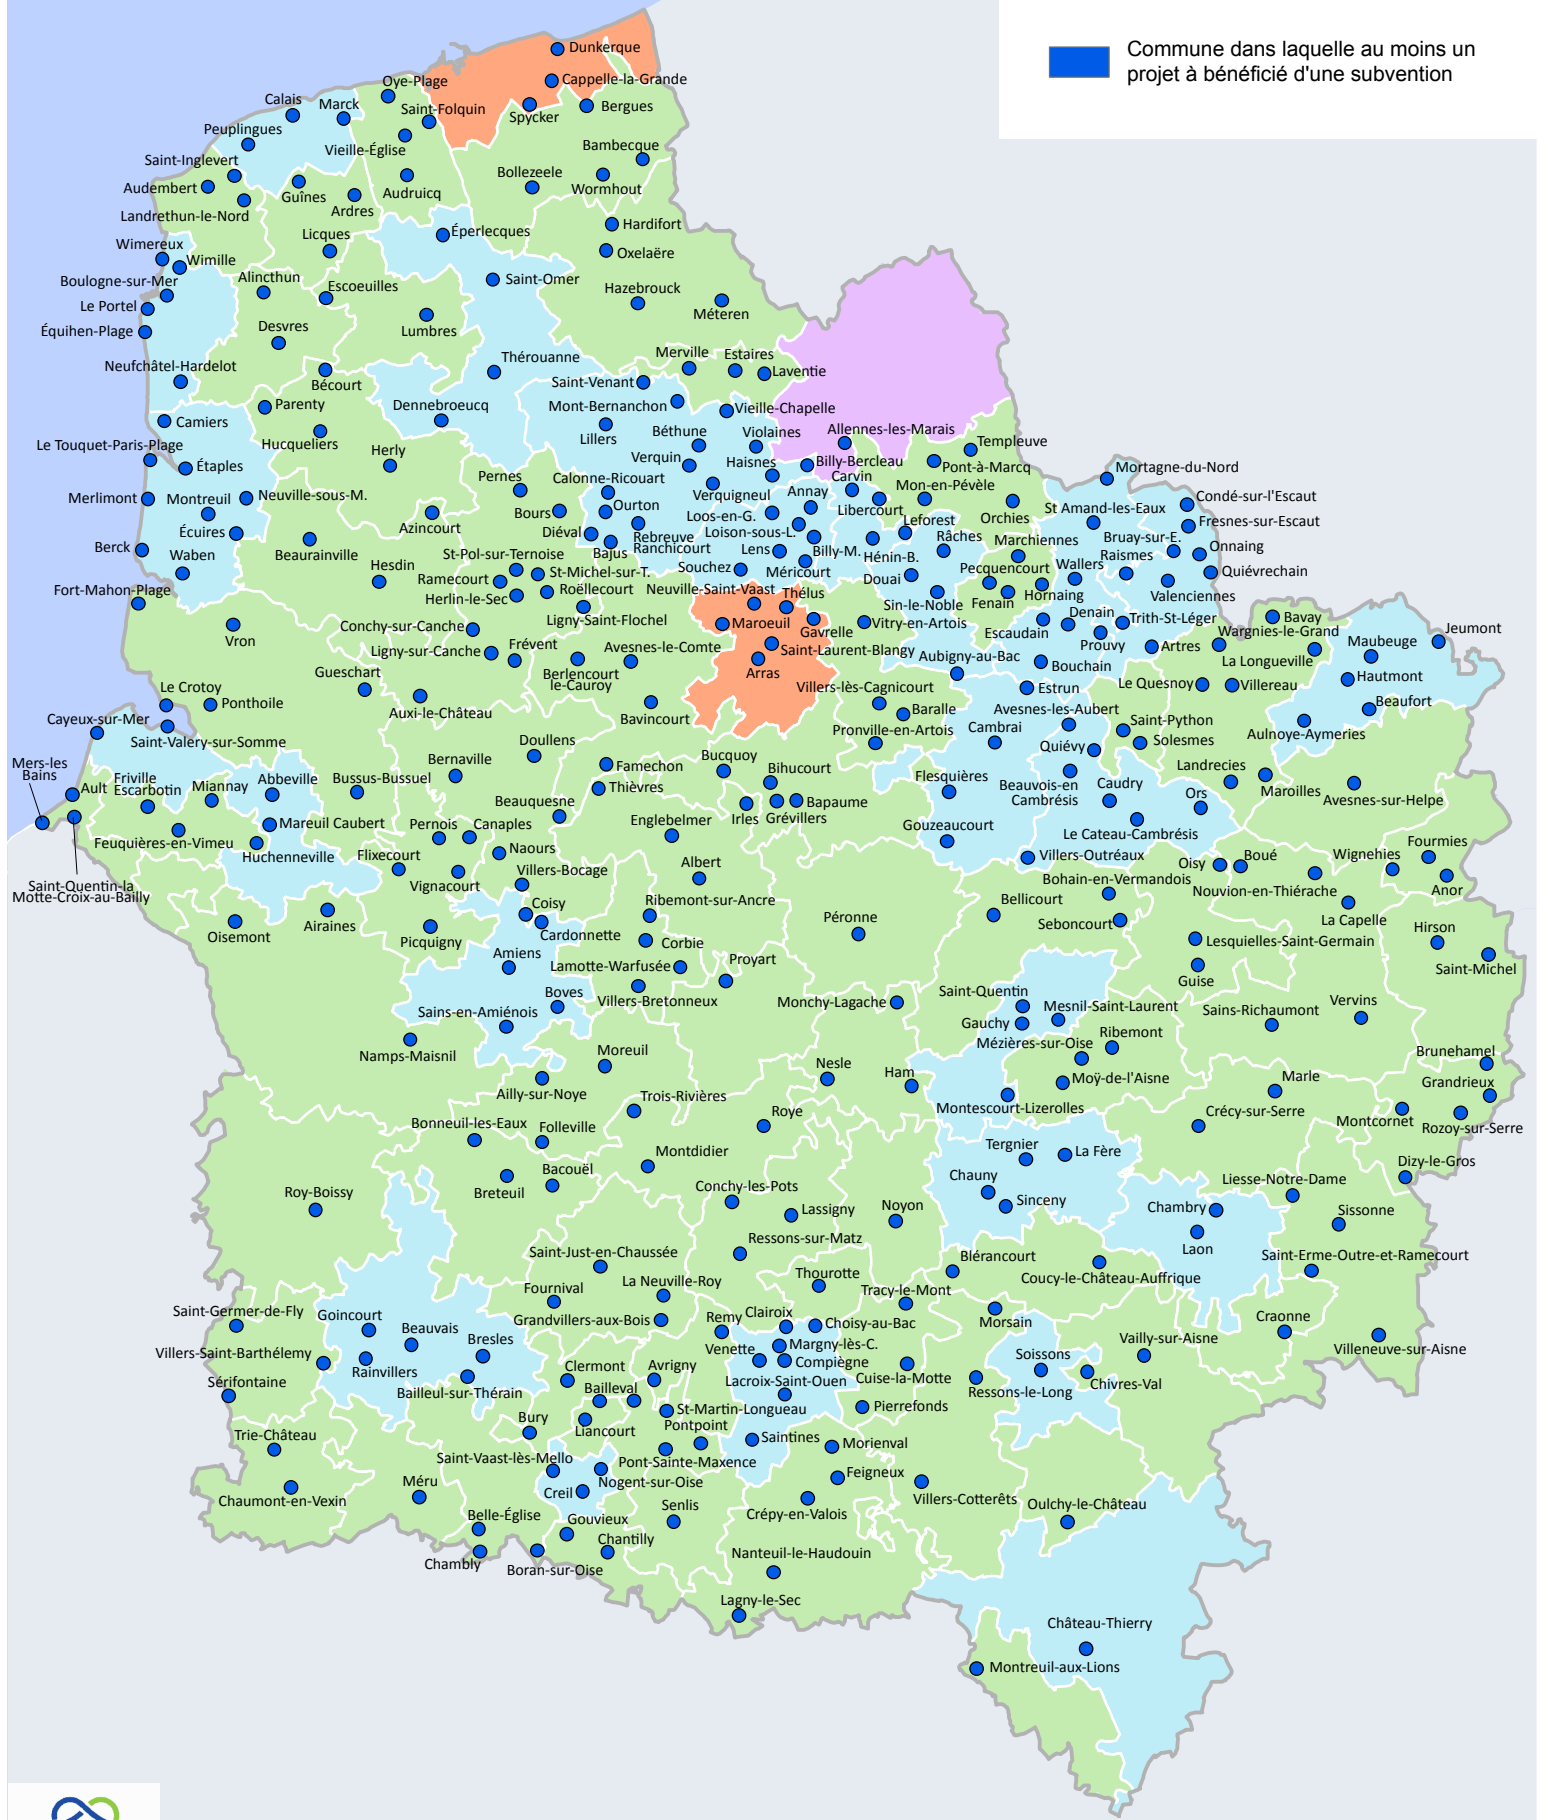 Commune dans laquelle au moins un
projet à bénéficié d'une subvention
Dunkerque
Cappelle-la-Grande
Oye-Plage
Saint-Folquin
Spycker
Bergues
Calais
Marck
Peuplingues
Vieille-Église
Bambecque
Saint-Inglevert
Audembert
Guînes
Ardres
Audruicq
Bollezeele
Wormhout
Landrethun-le-Nord
Hardifort
Licques
Éperlecques
Oxelaëre
Wimereux
Wimille
Saint-Omer
Boulogne-sur-Mer
Alincthun
Escoeuilles
Hazebrouck
Méteren
Le Portel
Équihen-Plage
Desvres
Lumbres
Neufchâtel-Hardelot
Bécourt
Thérouanne
Merville
Estaires
Laventie
Saint-Venant
Parenty
Dennebroeucq
Mont-Bernanchon
Vieille-Chapelle
Camiers
Hucqueliers
Lillers
Béthune
Violaines
Allennes-les-Marais
Templeuve
Le Touquet-Paris-Plage
Étaples
Herly
Verquin
Haisnes
Billy-Bercleau
Pont-à-Marcq
Mortagne-du-Nord
Pernes
Calonne-Ricouart
Verquigneul
Annay
Carvin
Mon-en-Pévèle
Merlimont
Montreuil
Neuville-sous-M.
Azincourt
Bours
Ourton
Loos-en-G.
Libercourt
Orchies
St Amand-les-Eaux
Condé-sur-l'Escaut
Écuires
Diéval
Rebreuve
Ranchicourt
Loison-sous-L.
Leforest
Râches
Fresnes-sur-Escaut
Berck
Waben
Beaurainville
Bajus
Lens
Billy-M.
Hénin-B.
Marchiennes
Bruay-sur-E.
Raismes
Onnaing
St-Pol-sur-Ternoise
Ramecourt
St-Michel-sur-T.
Souchez
Méricourt
Douai
Pecquencourt
Wallers
Quiévrechain
Hesdin
Herlin-le-Sec
Roëllecourt
Neuville-Saint-Vaast
Thélus
Sin-le-Noble
Fenain
Hornaing
Valenciennes
Fort-Mahon-Plage
Vron
Ligny-Saint-Flochel
Maroeuil
Gavrelle
Vitry-en-Artois
Escaudain
Denain
Trith-St-Léger
Bavay
Wargnies-le-Grand
Jeumont
Conchy-sur-Canche
Saint-Laurent-Blangy
Prouvy
Artres
La Longueville
Maubeuge
Ligny-sur-Canche
Frévent
Avesnes-le-Comte
Arras
Aubigny-au-Bac
Bouchain
Gueschart
Berlencourt
le-Cauroy
Villers-lès-Cagnicourt
Estrun
Le Quesnoy
Villereau
Hautmont
Le Crotoy
Ponthoile
Auxi-le-Château
Bavincourt
Baralle
Avesnes-les-Aubert
Beaufort
Cayeux-sur-Mer
Saint-Valery-sur-Somme
Pronville-en-Artois
Cambrai
Saint-Python
Solesmes
Aulnoye-Aymeries
Doullens
Bucquoy
Quiévy
Mers-les
Bains
Ault
Friville
Escarbotin
Miannay
Abbeville
Bussus-Bussuel
Bernaville
Famechon
Thièvres
Bihucourt
Flesquières
Beauvois-en
Cambrésis
Caudry
Landrecies
Maroilles
Avesnes-sur-Helpe
Ors
Beauquesne
Irles
Grévillers
Bapaume
Feuquières-en-Vimeu
Mareuil Caubert
Huchenneville
Pernois
Canaples
Englebelmer
Gouzeaucourt
Le Cateau-Cambrésis
Flixecourt
Naours
Villers-Outréaux
Oisy
Boué
Wignehies
Fourmies
Saint-Quentin-la
Motte-Croix-au-Bailly
Vignacourt
Villers-Bocage
Albert
Bohain-en-Vermandois
Nouvion-en-Thiérache
Anor
Oisemont
Airaines
Coisy
Ribemont-sur-Ancre
Bellicourt
Seboncourt
La Capelle
Picquigny
Cardonnette
Péronne
Hirson
Amiens
Corbie
Lesquielles-Saint-Germain
Lamotte-Warfusée
Proyart
Guise
Saint-Michel
Boves
Villers-Bretonneux
Monchy-Lagache
Saint-Quentin
Mesnil-Saint-Laurent
Sains-en-Amiénois
Gauchy
Sains-Richaumont
Vervins
Namps-Maisnil
Moreuil
Mézières-sur-Oise
Ribemont
Nesle
Ham
Moÿ-de-l'Aisne
Brunehamel
Ailly-sur-Noye
Trois-Rivières
Montescourt-Lizerolles
Marle
Grandrieux
Bonneuil-les-Eaux
Folleville
Roye
Crécy-sur-Serre
Montcornet
Rozoy-sur-Serre
Tergnier
La Fère
Breteuil
Bacouël
Montdidier
Chauny
Sinceny
Liesse-Notre-Dame
Dizy-le-Gros
Roy-Boissy
Conchy-les-Pots
Lassigny
Noyon
Chambry
Sissonne
Laon
Saint-Just-en-Chaussée
Ressons-sur-Matz
Blérancourt
Coucy-le-Château-Auffrique
Saint-Erme-Outre-et-Ramecourt
Fournival
La Neuville-Roy
Thourotte
Tracy-le-Mont
Saint-Germer-de-Fly
Goincourt
Grandvillers-aux-Bois
Remy
Clairoix
Choisy-au-Bac
Morsain
Craonne
Beauvais
Bresles
Venette
Margny-lès-C.
Compiègne
Vailly-sur-Aisne
Villeneuve-sur-Aisne
Villers-Saint-Barthélemy
Rainvillers
Clermont
Avrigny
Cuise-la-Motte
Soissons
Sérifontaine
Bailleul-sur-Thérain
Bailleval
Lacroix-Saint-Ouen
Ressons-le-Long
Chivres-Val
Bury
Liancourt
St-Martin-Longueau
Pontpoint
Pierrefonds
Trie-Château
Saintines
Morienval
Saint-Vaast-lès-Mello
Pont-Sainte-Maxence
Chaumont-en-Vexin
Méru
Creil
Nogent-sur-Oise
Feigneux
Villers-Cotterêts
Belle-Église
Gouvieux
Senlis
Crépy-en-Valois
Oulchy-le-Château
Chambly
Boran-sur-Oise
Chantilly
Nanteuil-le-Haudouin
Lagny-le-Sec
Château-Thierry
Montreuil-aux-Lions